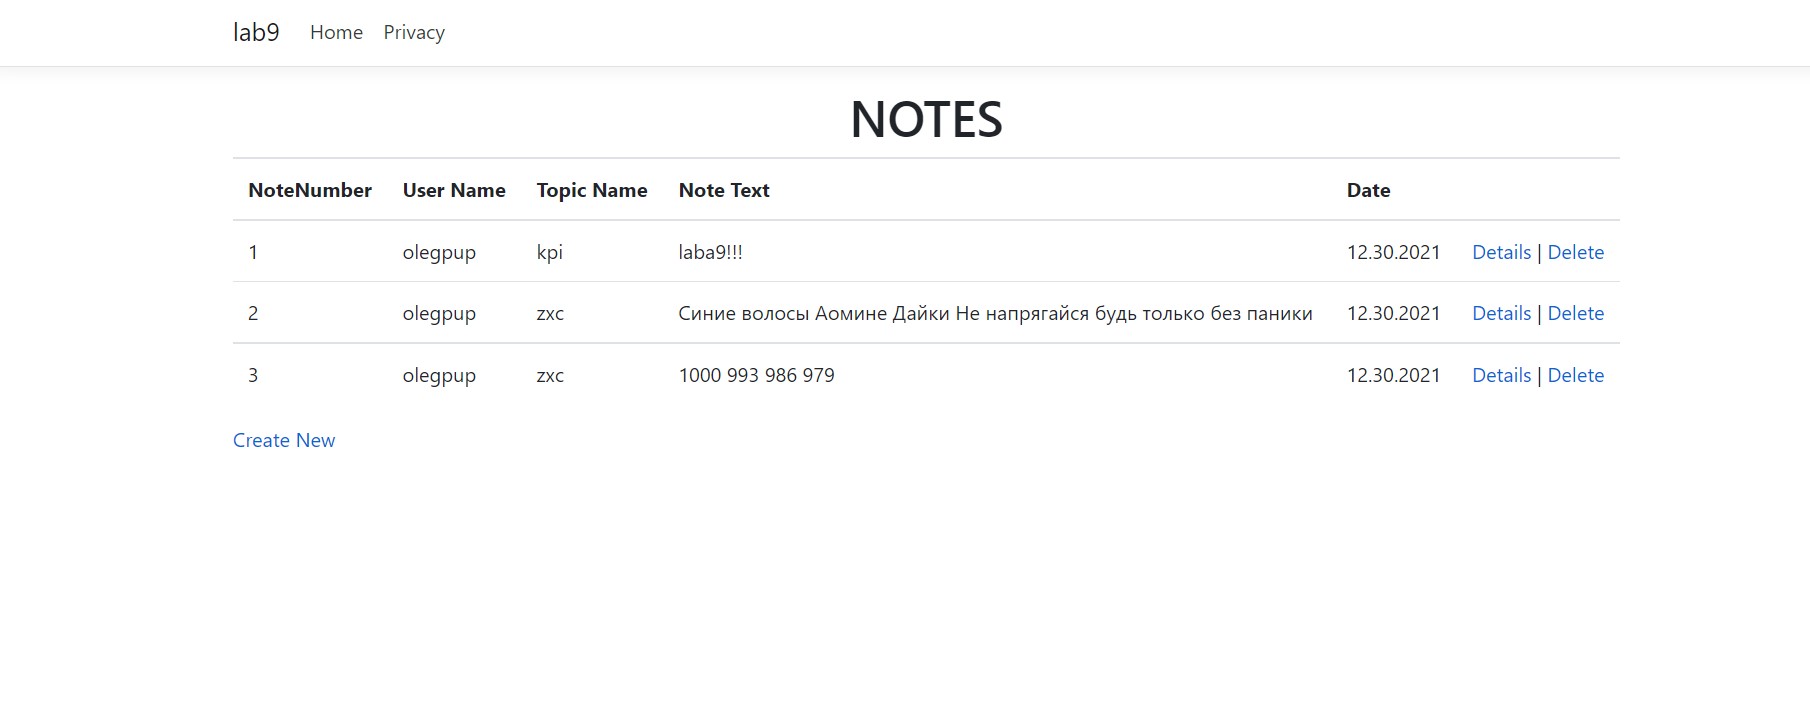 lab9 Home Privacy
NOTES
NoteNumber User Name Topic Name Note Text Date
1 olegpup kpi laba9!!! 12.30.2021 Details | Delete
2 olegpup zxc Синие волосы Аомине Дайки Не напрягайся будь только без паники 12.30.2021 Details | Delete
3 olegpup zxc 1000 993 986 979 12.30.2021 Details | Delete
Create New